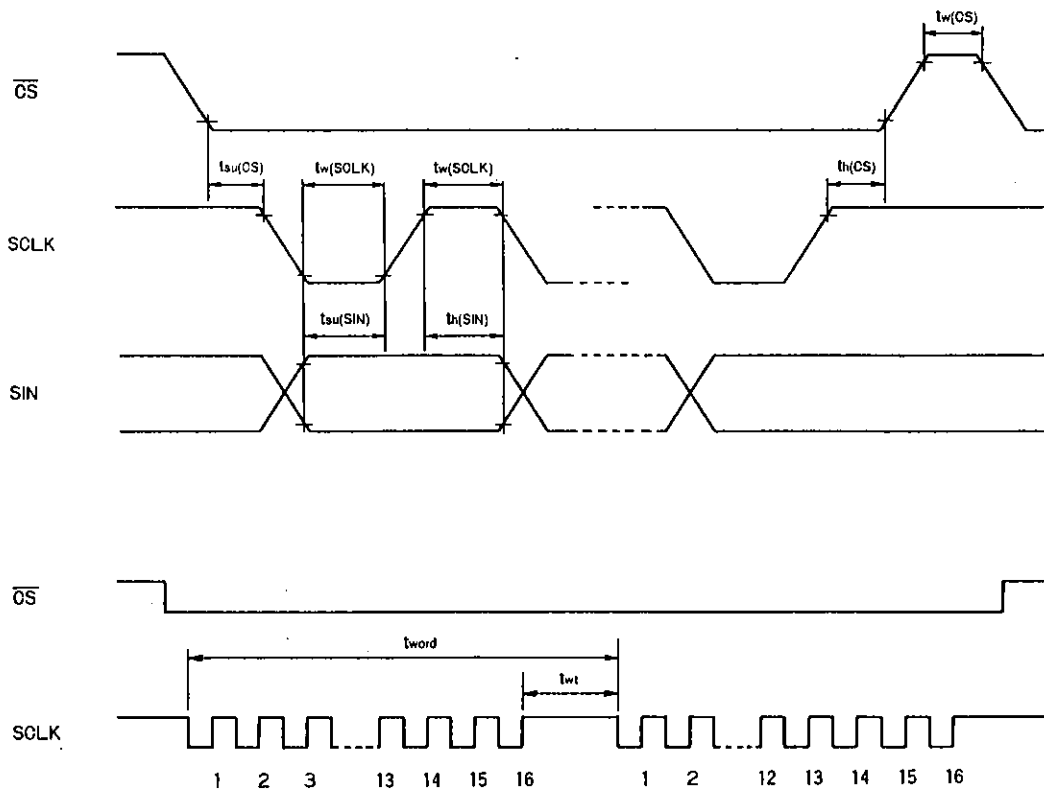 tw(CS)
CS
tsu(CS) tw(SCLK) tw(SCLK) th(CS)
SCLK
tsu(SIN) th(SIN)
SIN
CS
tword
twt
SCLK
1 2 3 13 14 15 16 1 2 12 13 14 15 16